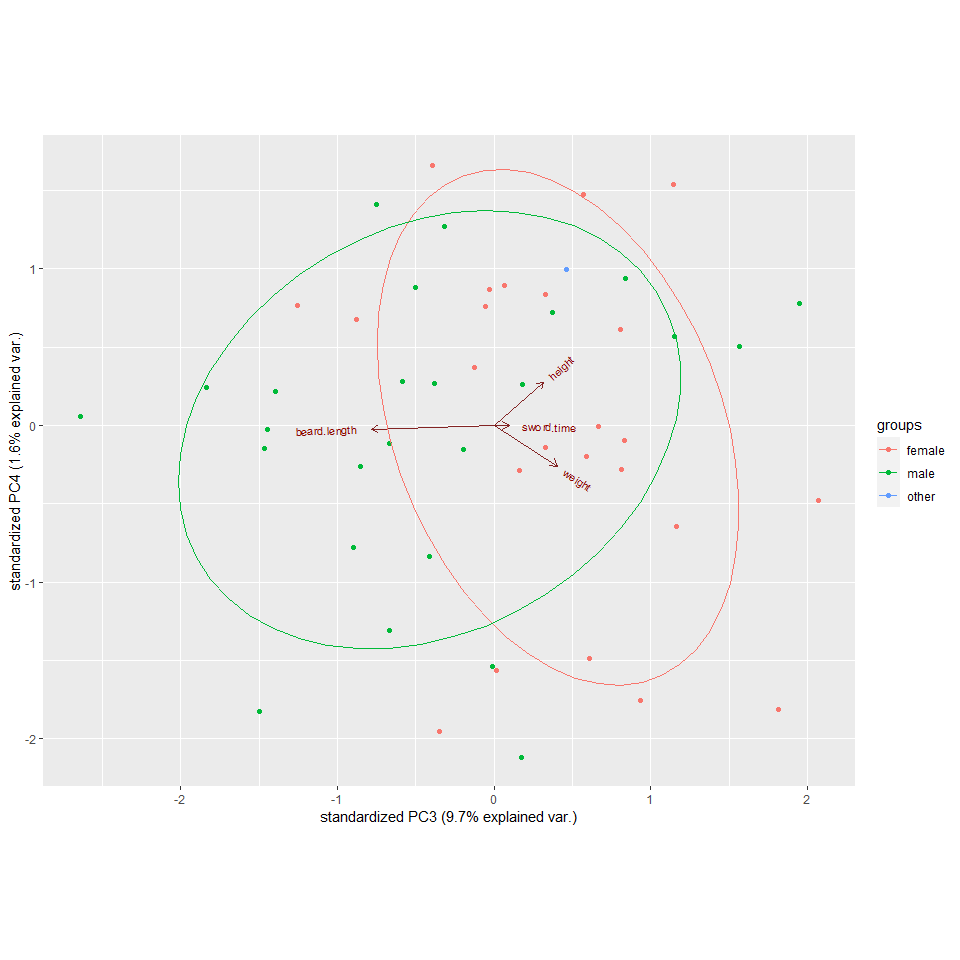 1
0
-1
-2
standardized PC4 (1.6% explained var.)
height
beard.length
sword.time
weight
-2
-1
0
1
2
standardized PC3 (9.7% explained var.)
groups
female
male
other